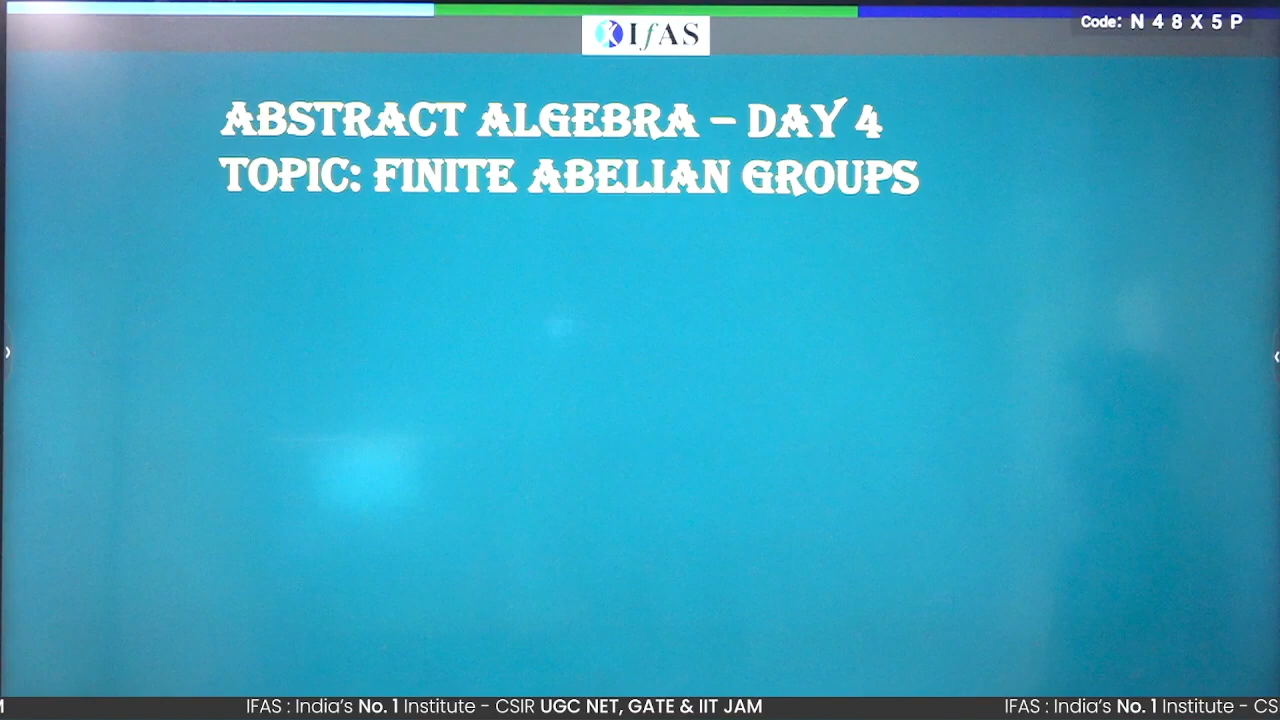 Code: N 4 8 X 5 P
IfAS
ABSTRACT ALGEBRA – DAY 4
TOPIC: FINITE ABELIAN GROUPS
M IFAS : India's No. 1 Institute - CSIR UGC NET, GATE & IIT JAM IFAS : India's No. 1 Institute - CS